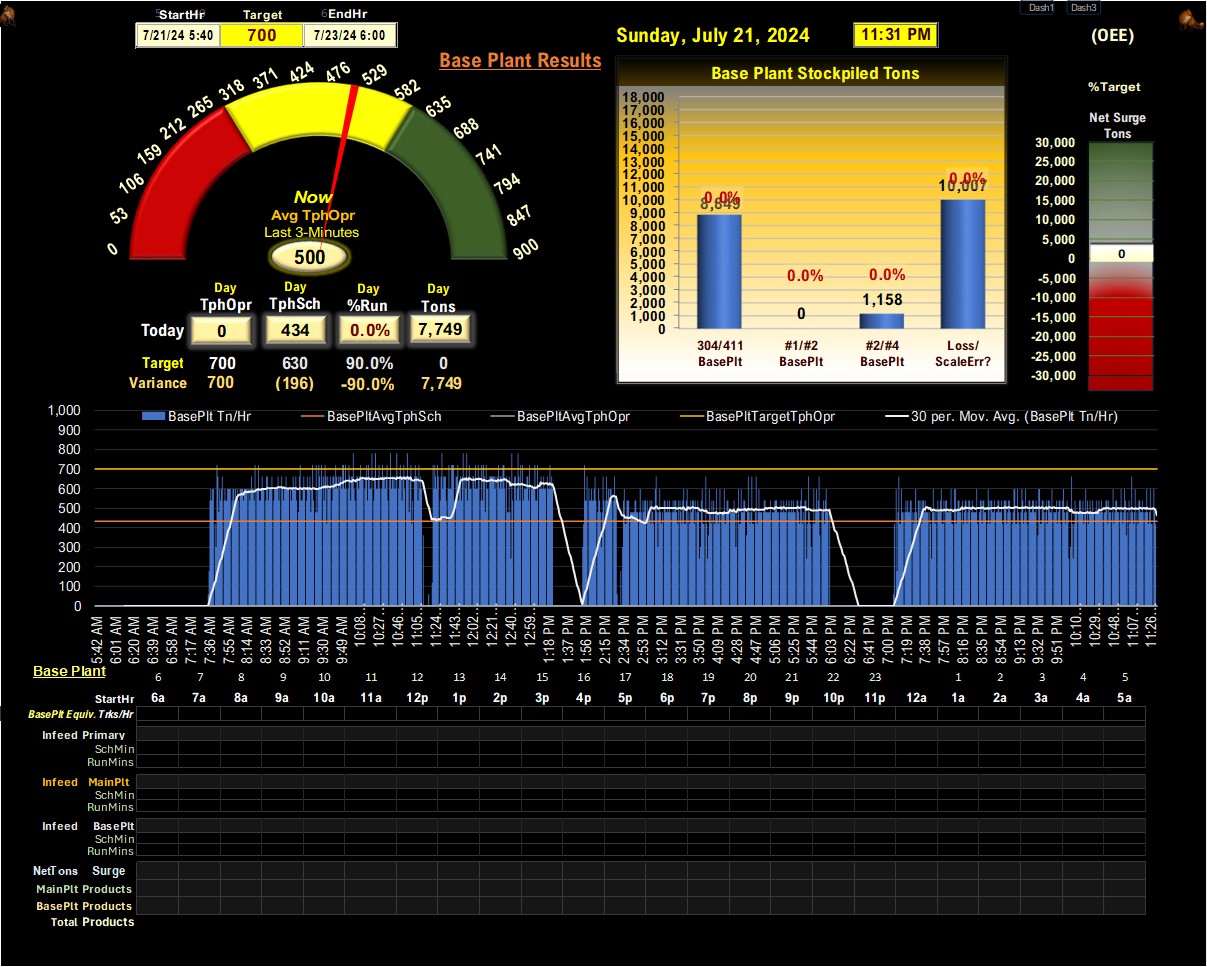 Dash1 Dash3
StartHr Target EndHr
7/21/24 5:40 700 7/23/24 6:00
Sunday, July 21, 2024 11:31 PM (OEE)
Base Plant Results
0 53 106 159 212 265 318 371 424 476 529 582 635 688 741 794 847 900
Now
Avg TphOpr
Last 3-Minutes
500
Day Day Day Day
TphOpr TphSch %Run Tons
Today 0 434 0.0% 7,749
Target 700 630 90.0% 0
Variance 700 (196) -90.0% 7,749
Base Plant Stockpiled Tons
18,000
17,000
16,000
15,000
14,000
13,000
12,000
11,000
10,000
9,000
8,000
7,000
6,000
5,000
4,000
3,000
2,000
1,000
0
0.0% 0.0% 0.0% 0.0%
8,849 0 1,158 10,007
304/411 #1/#2 #2/#4 Loss/
BasePlt BasePlt BasePlt ScaleErr?
%Target
Net Surge
Tons
30,000
25,000
20,000
15,000
10,000
5,000
0 0
-5,000
-10,000
-15,000
-20,000
-25,000
-30,000
BasePlt Tn/Hr BasePltAvgTphSch BasePltAvgTphOpr BasePltTargetTphOpr 30 per. Mov. Avg. (BasePlt Tn/Hr)
1,000
900
800
700
600
500
400
300
200
100
0
5:42 AM 6:01 AM 6:20 AM 6:39 AM 6:58 AM 7:17 AM 7:36 AM 7:55 AM 8:14 AM 8:33 AM 8:52 AM 9:11 AM 9:30 AM 9:49 AM 10:08… 10:27… 10:46… 11:05… 11:24… 11:43… 12:02… 12:21… 12:40… 12:59… 1:18 PM 1:37 PM 1:56 PM 2:15 PM 2:34 PM 2:53 PM 3:12 PM 3:31 PM 3:50 PM 4:09 PM 4:28 PM 4:47 PM 5:06 PM 5:25 PM 5:44 PM 6:03 PM 6:22 PM 6:41 PM 7:00 PM 7:19 PM 7:38 PM 7:57 PM 8:16 PM 8:35 PM 8:54 PM 9:13 PM 9:32 PM 9:51 PM 10:10… 10:29… 10:48… 11:07… 11:26…
Base Plant
6 7 8 9 10 11 12 13 14 15 16 17 18 19 20 21 22 23 1 2 3 4 5
StartHr 6a 7a 8a 9a 10a 11a 12p 1p 2p 3p 4p 5p 6p 7p 8p 9p 10p 11p 12a 1a 2a 3a 4a 5a
BasePlt Equiv. Trks/Hr
Infeed Primary
SchMin
RunMins
Infeed MainPlt
SchMin
RunMins
Infeed BasePlt
SchMin
RunMins
NetTons Surge
MainPlt Products
BasePlt Products
Total Products